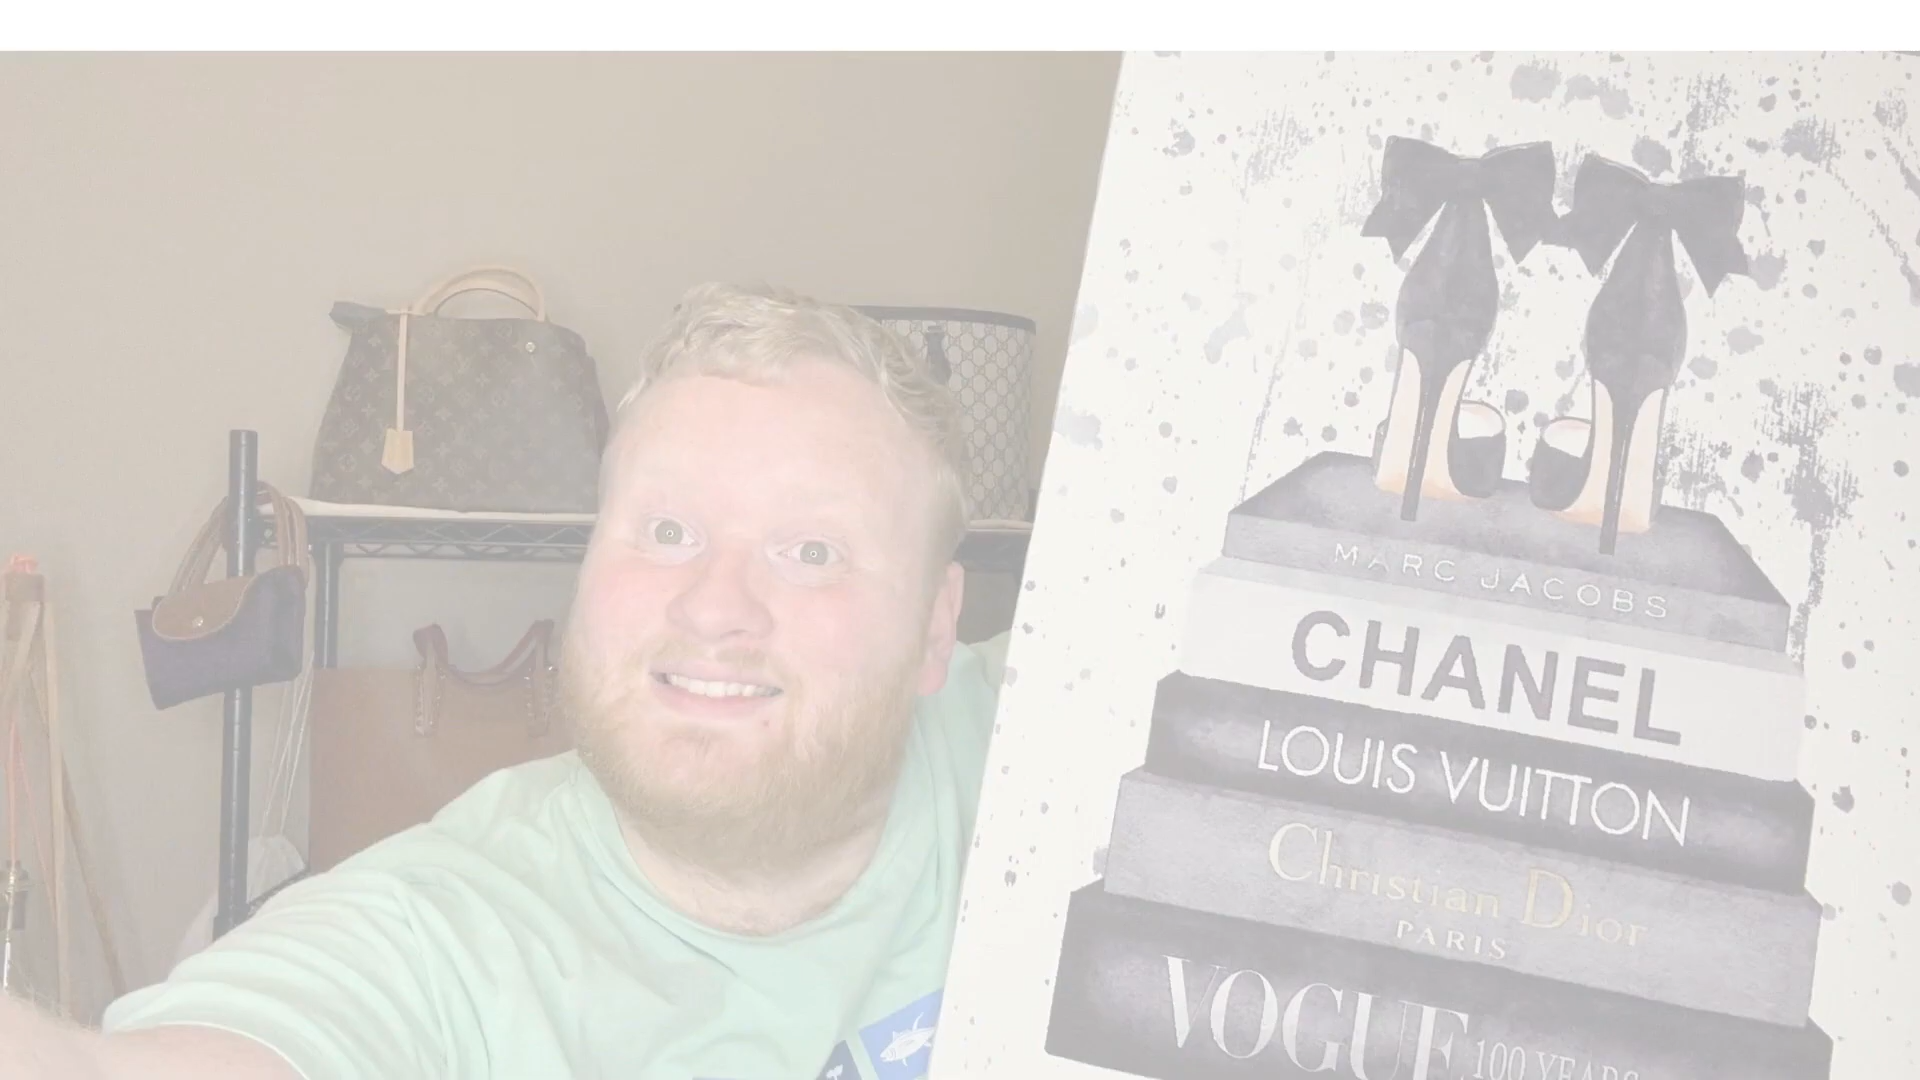 MARC JACOBS
CHANEL
LOUIS VUITTON
Christian Dior
PARIS
VOGUE 100 YEARS